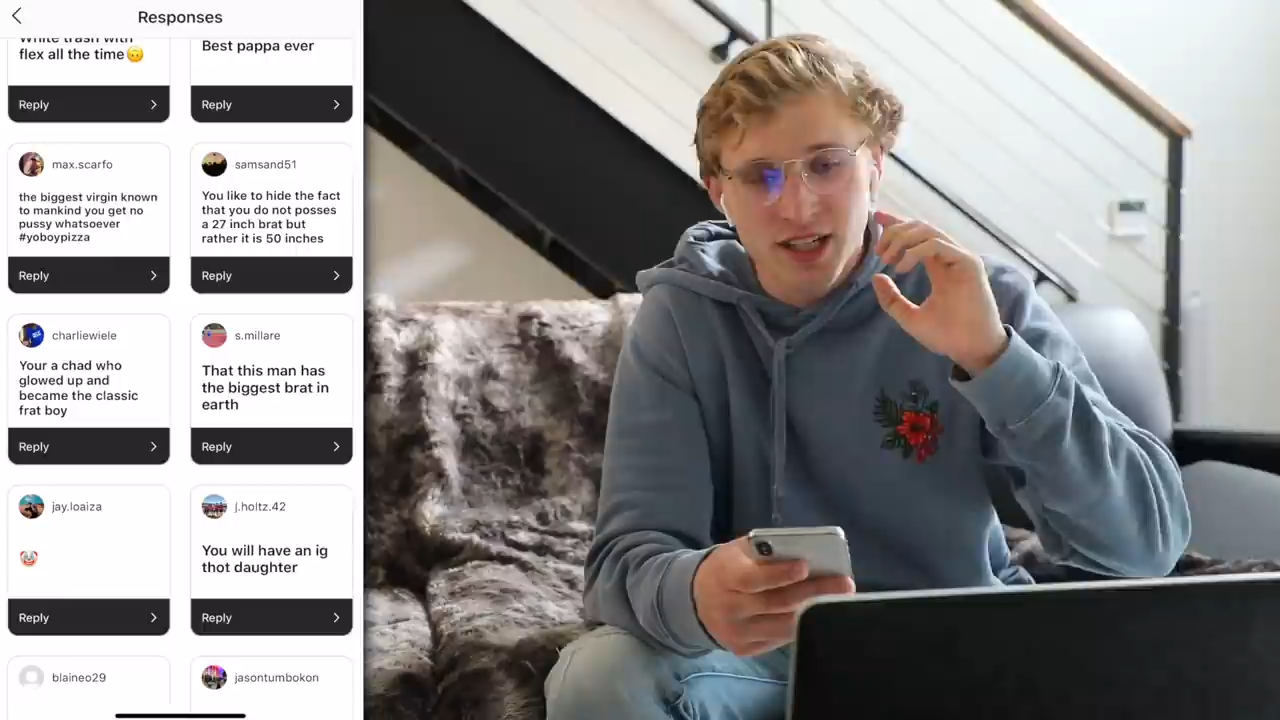 Responses
White trash with
flex all the time🙃
Reply
Best pappa ever
Reply
max.scarfo
the biggest virgin known
to mankind you get no
pussy whatsoever
#yoboypizza
Reply
samsand51
You like to hide the fact
that you do not posses
a 27 inch brat but
rather it is 50 inches
Reply
charliewiele
Your a chad who
glowed up and
became the classic
frat boy
Reply
s.millare
That this man has
the biggest brat in
earth
Reply
jay.loaiza
🤡
Reply
j.holtz.42
You will have an ig
thot daughter
Reply
blaineo29
jasontumbokon